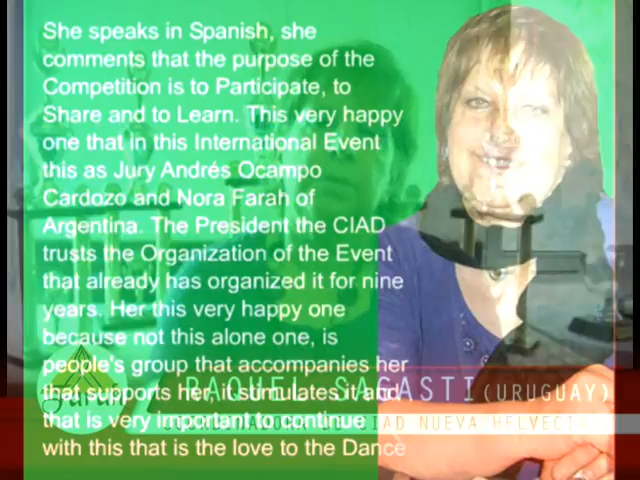 She speaks in Spanish, she
comments that the purpose of the
Competition is to Participate, to
Share and to Learn. This very happy
one that in this International Event
this as Jury Andrés Ocampo
Cardozo and Nora Farah of
Argentina. The President the CIAD
trusts the Organization of the Event
that already has organized it for nine
years. Her this very happy one
because not this alone one, is
people's group that accompanies her
that supports her, it stimulates it and
that is very important to continue
with this that is the love to the Dance
RAQUEL SAGASTI (URUGUAY)
CIAD NUEVA HELVECI